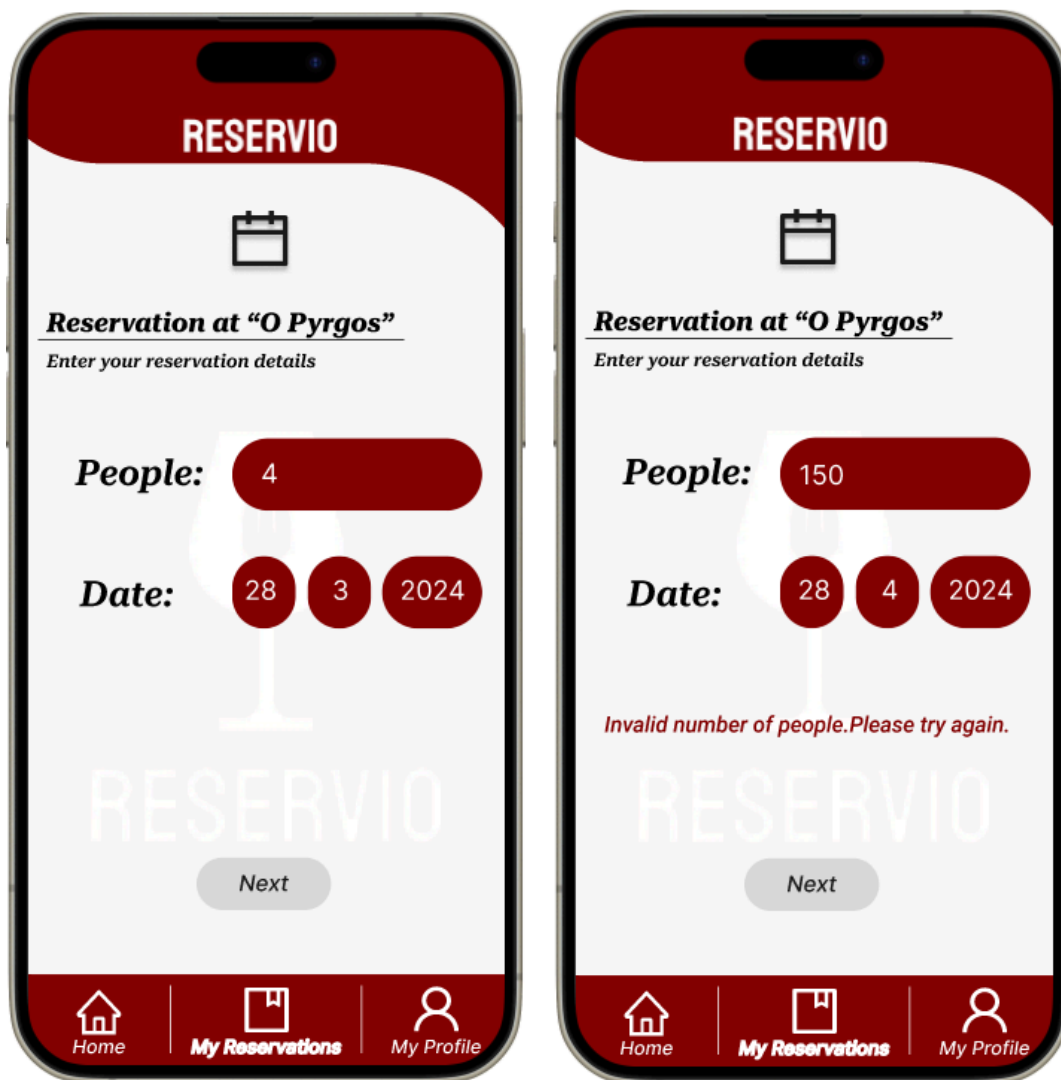 RESERVIO
Reservation at “O Pyrgos”
Enter your reservation details
People: 4
Date: 28 3 2024
RESERVIO
Next
Home My Reservations My Profile
RESERVIO
Reservation at “O Pyrgos”
Enter your reservation details
People: 150
Date: 28 4 2024
Invalid number of people.Please try again.
RESERVIO
Next
Home My Reservations My Profile